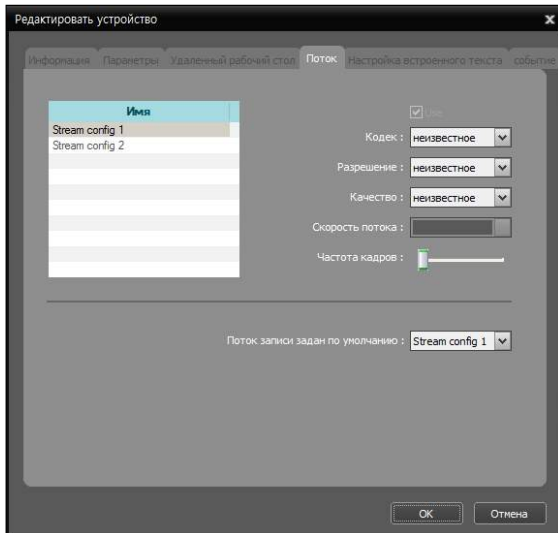 Редактировать устройство
x
Информация Параметры Удаленный рабочий стол Поток Настройка встроенного текста событие
Имя
Stream config 1
Stream config 2
Use
Кодек : неизвестное
Разрешение : неизвестное
Качество : неизвестное
Скорость потока :
Частота кадров :
Поток записи задан по умолчанию : Stream config 1
OK Отмена